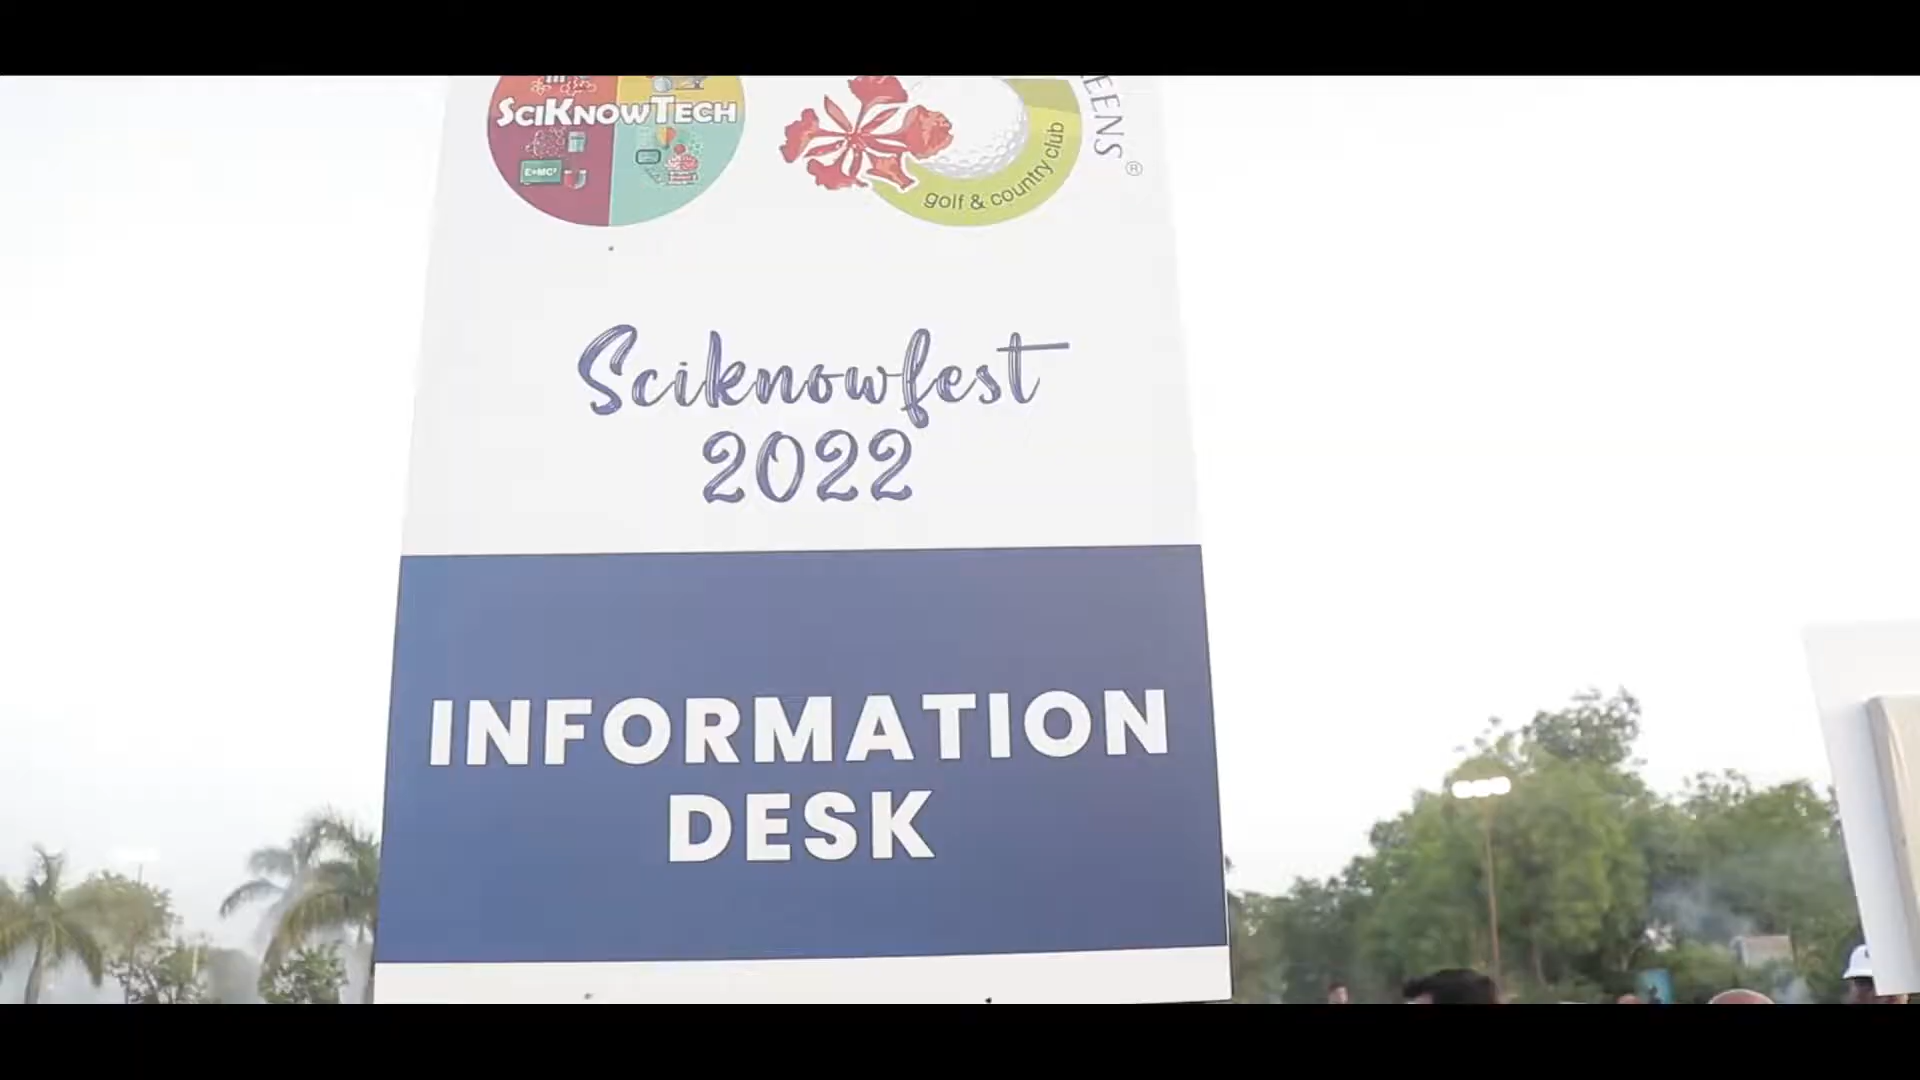 SCIKNOWTECH
E=MC²
EENS ®
golf & country club
Sciknowfest
2022
INFORMATION
DESK